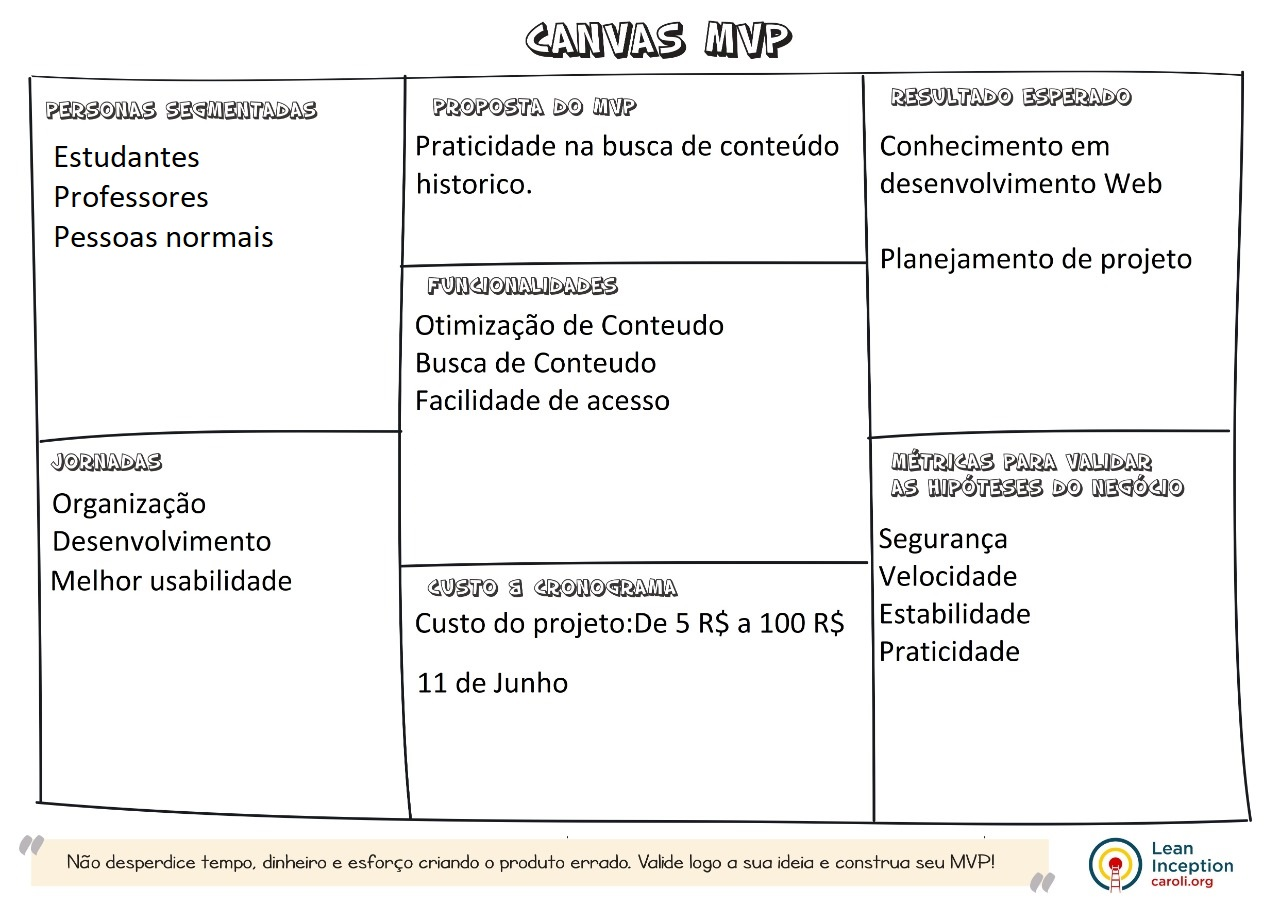 CANVAS MVP
PERSONAS SEGMENTADAS
Estudantes
Professores
Pessoas normais
PROPOSTA DO MVP
Praticidade na busca de conteúdo
historico.
RESULTADO ESPERADO
Conhecimento em
desenvolvimento Web
Planejamento de projeto
FUNCIONALIDADES
Otimização de Conteudo
Busca de Conteudo
Facilidade de acesso
JORNADAS
Organização
Desenvolvimento
Melhor usabilidade
CUSTO & CRONOGRAMA
Custo do projeto:De 5 R$ a 100 R$
11 de Junho
MÉTRICAS PARA VALIDAR
AS HIPÓTESES DO NEGÓCIO
Segurança
Velocidade
Estabilidade
Praticidade
"Não desperdice tempo, dinheiro e esforço criando o produto errado. Valide logo a sua ideia e construa seu MVP!"
Lean
Inception
caroli.org